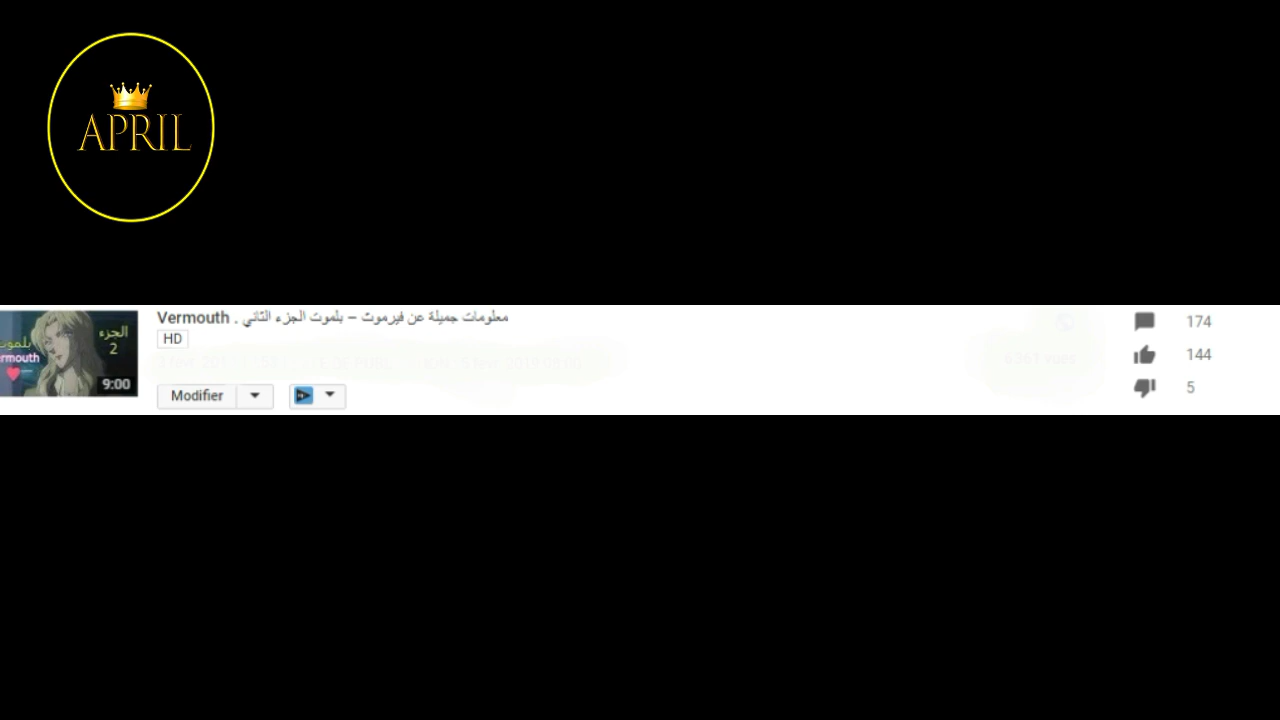 APRIL
Vermouth . معلومات جميلة عن فيرموث – بلموت الجزء الثاني
HD
الجزء
2
بلموت
rmouth
9:00
Modifier
174
144
5